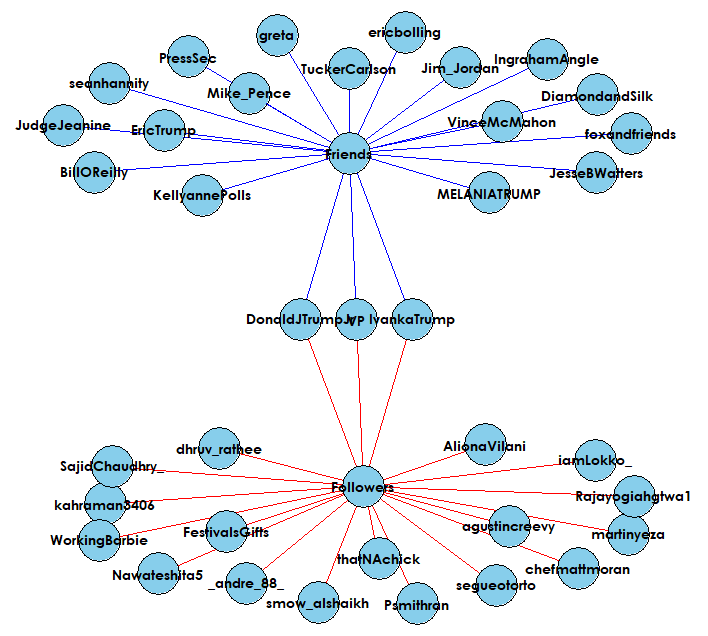 greta
ericbolling
PressSec
IngrahamAngle
TuckerCarlson
Jim_Jordan
seanhannity
Mike_Pence
DiamondandSilk
JudgeJeanine
EricTrump
VinceMcMahon
foxandfriends
Friends
BillOReilly
JesseBWatters
KellyannePolls
MELANIATRUMP
DonaldJTrumpJr
VP
IvankaTrump
dhruv_rathee
AlionaVilani
SajidChaudhry_
iamLokko_
Followers
kahraman3406
Rajayogiahgtwa1
WorkingBarbie
FestivalsGifts
agustincreevy
martinyeza
thatNAchick
Nawateshita5
_andre_88_
chefmattmoran
segueotorto
smow_alshaikh
Psmithran